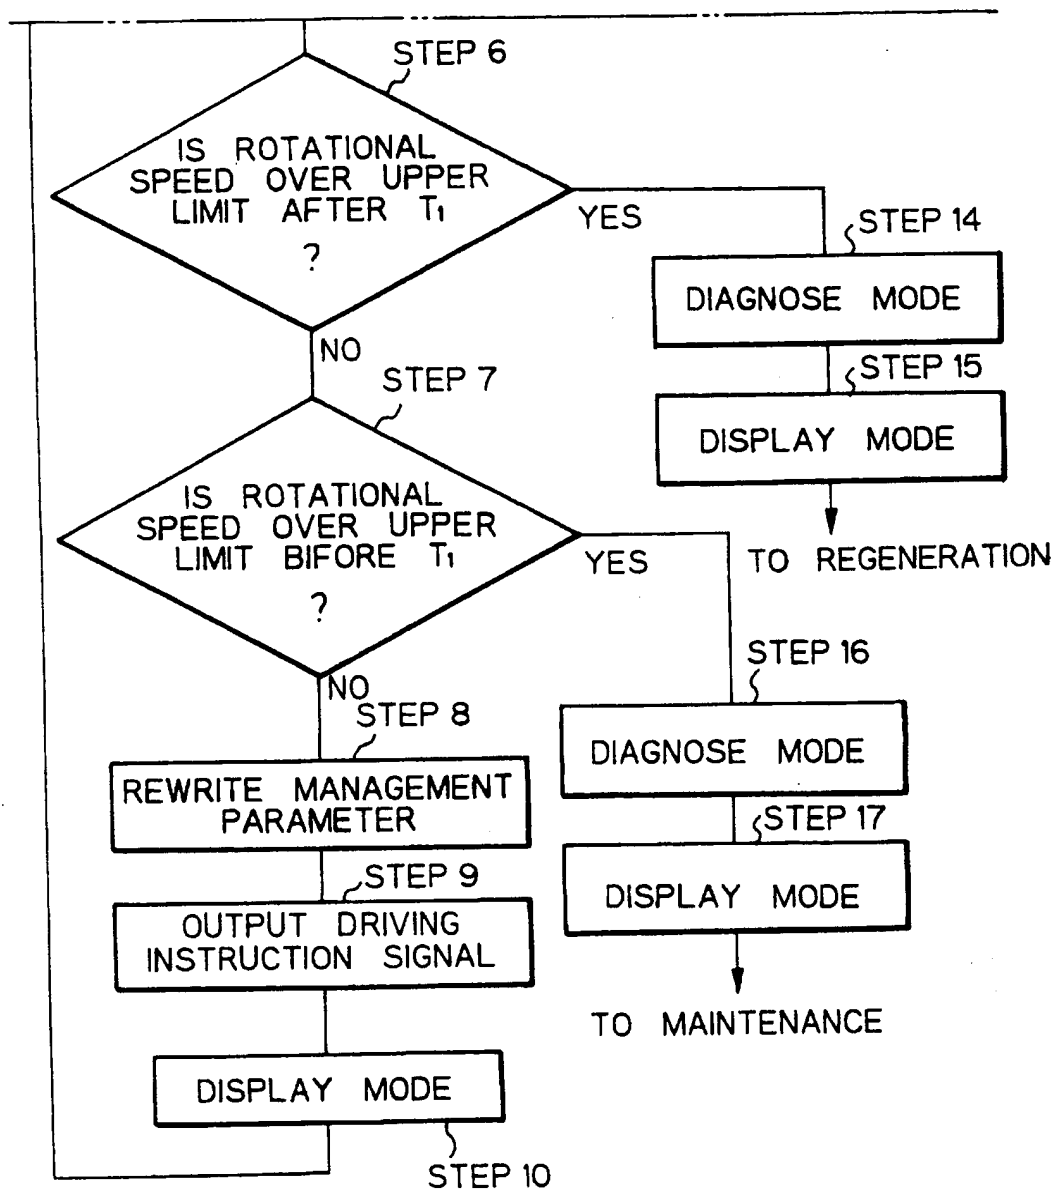 STEP 6
IS ROTATIONAL
SPEED OVER UPPER
LIMIT AFTER T1
?
YES
STEP 14
DIAGNOSE MODE
STEP 15
DISPLAY MODE
TO REGENERATION
NO
STEP 7
IS ROTATIONAL
SPEED OVER UPPER
LIMIT BIFORE T1
?
YES
STEP 16
DIAGNOSE MODE
STEP 17
DISPLAY MODE
TO MAINTENANCE
NO
STEP 8
REWRITE MANAGEMENT
PARAMETER
STEP 9
OUTPUT DRIVING
INSTRUCTION SIGNAL
DISPLAY MODE
STEP 10